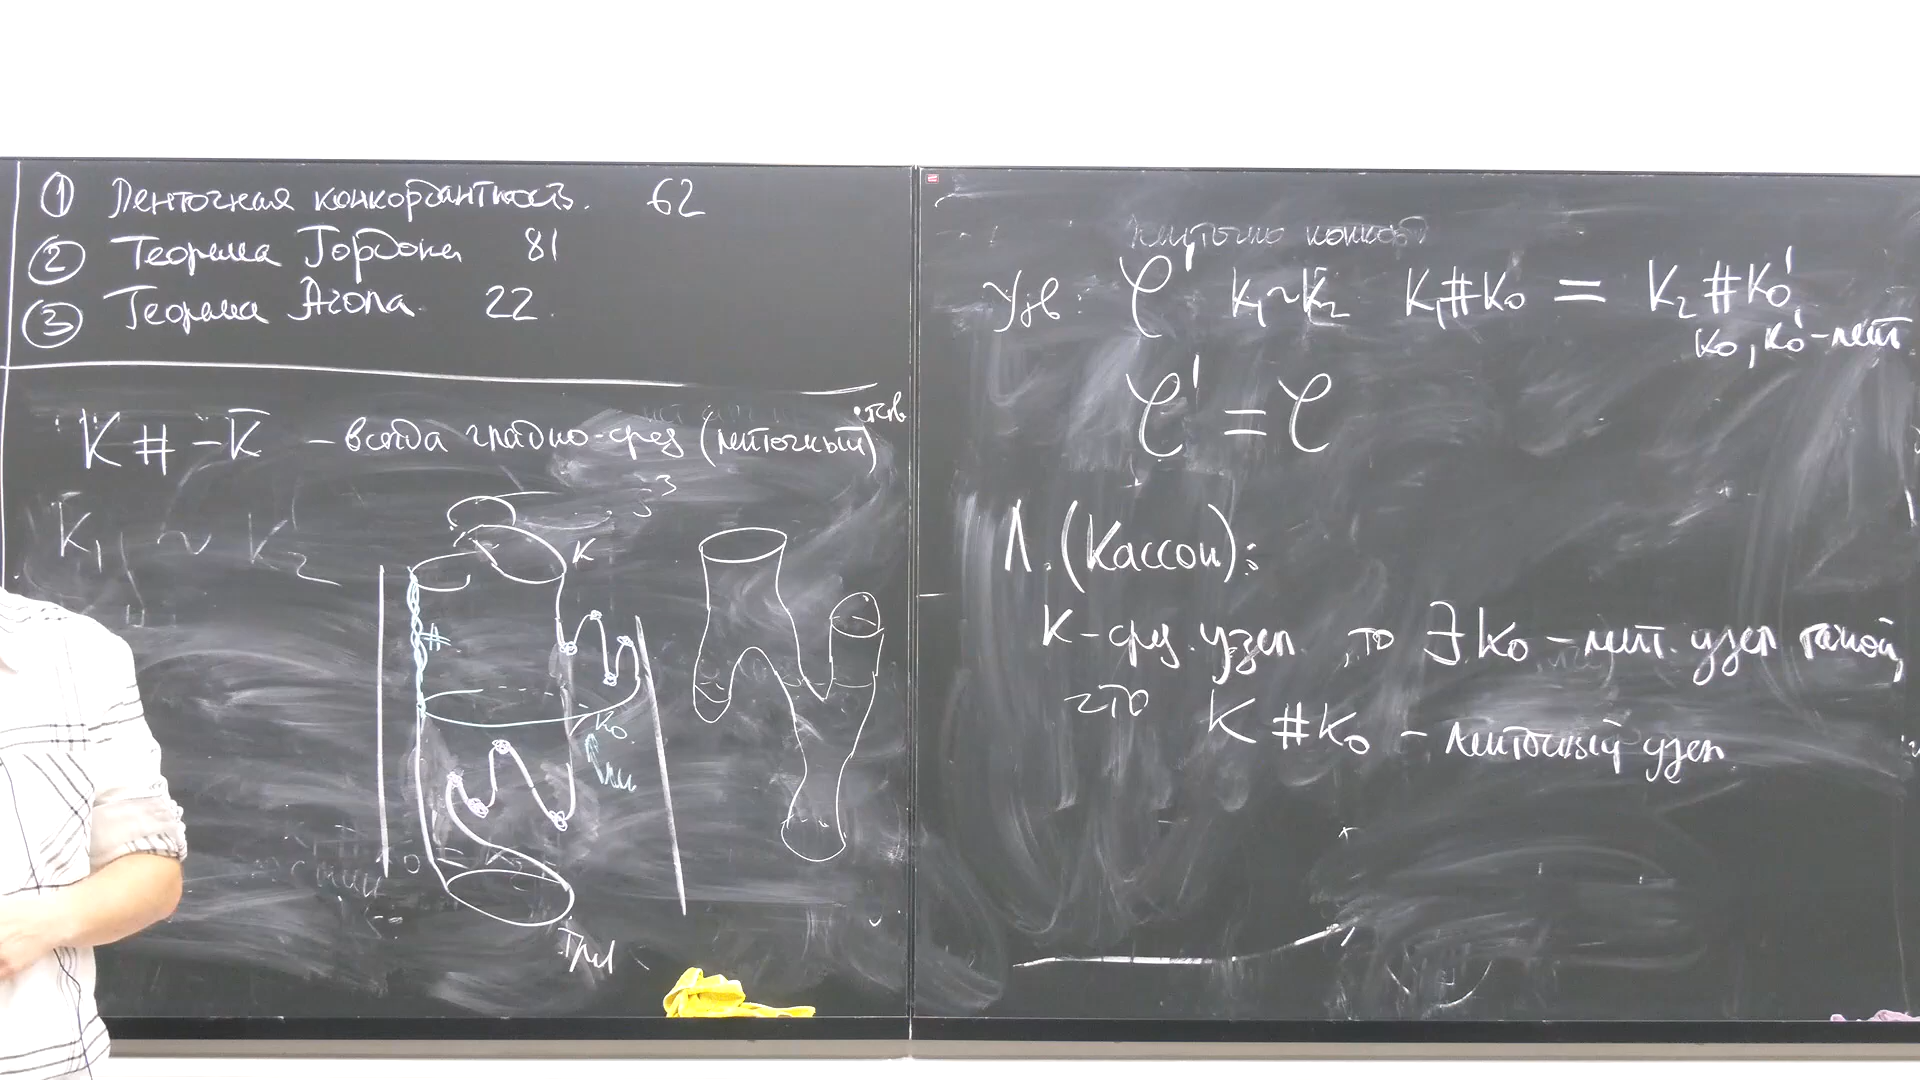 ① Ленточная конкордантность. 62
② Теорема Гордона 81
③ Теорема Агола 22.
K # -K̄ – всегда гладко-срез (ленточный)
K₁ ~ K₂
S³
K
#
K₀
Трив
Утв: 𝒞' K₁~K₂ K₁#K₀ = K₂#K₀'
K₀, K₀'-лент
𝒞' = 𝒞
Л. (Кассон):
K-срез. узел, то ∃ K₀ – лент. узел такой,
что K # K₀ – ленточный узел